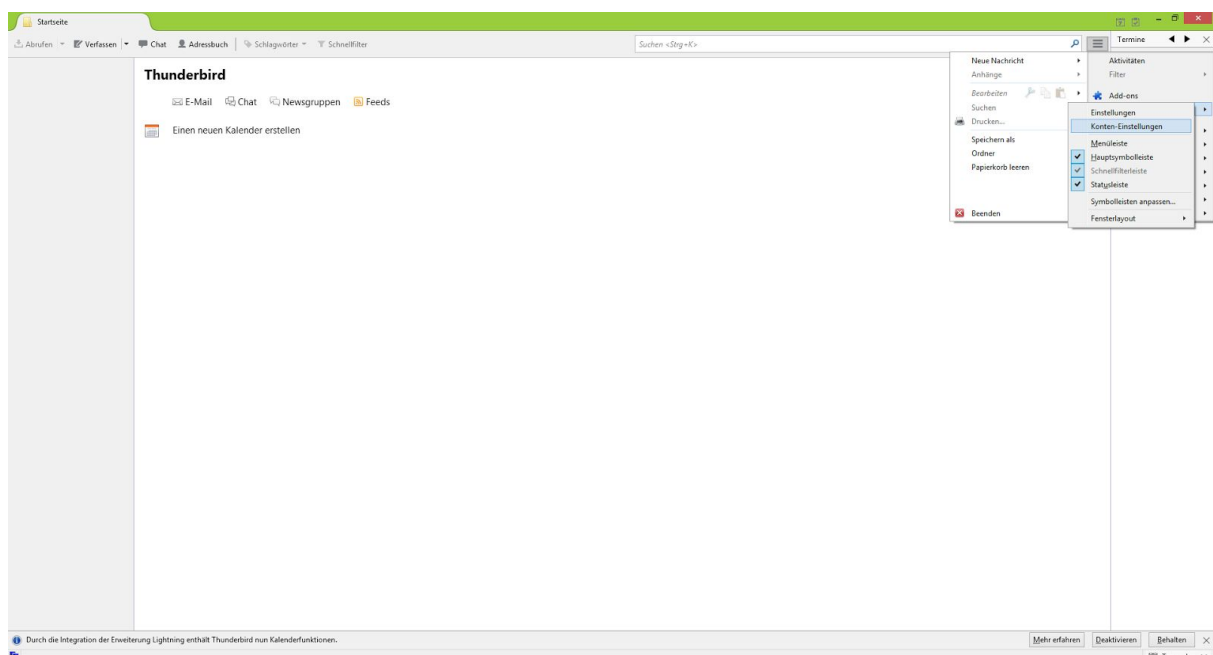 Startseite
Abrufen Verfassen Chat Adressbuch Schlagwörter Schnellfilter Suchen <Strg+K> Termine
Thunderbird
E-Mail Chat Newsgruppen Feeds
Einen neuen Kalender erstellen
Neue Nachricht
Anhänge
Bearbeiten
Suchen
Drucken...
Speichern als
Ordner
Papierkorb leeren
Beenden
Aktivitäten
Filter
Add-ons
Einstellungen
Konten-Einstellungen
Menüleiste
Hauptsymbolleiste
Schnellfilterleiste
Statusleiste
Symbolleisten anpassen...
Fensterlayout
Durch die Integration der Erweiterung Lightning enthält Thunderbird nun Kalenderfunktionen. Mehr erfahren Deaktivieren Behalten